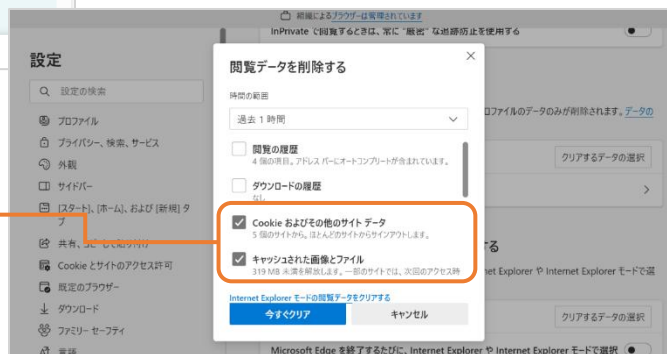 組織によるブラウザーは管理されています
InPrivate で閲覧するときは、常に "厳密" な追跡防止を使用する
設定
設定の検索
プロファイル
プライバシー、検索、サービス
外観
サイドバー
[スタート]、[ホーム]、および [新規] タ
ブ
共有、コピーして貼り付け
Cookie とサイトのアクセス許可
既定のブラウザー
ダウンロード
ファミリー セーフティ
言語
閲覧データを削除する
時間の範囲
過去 1 時間
閲覧の履歴
4 個の項目。アドレス バーにオートコンプリートが含まれています。
ダウンロードの履歴
なし
Cookie およびその他のサイト データ
5 個のサイトから。ほとんどのサイトからサインアウトします。
キャッシュされた画像とファイル
319 MB 未満を解放します。一部のサイトでは、次回のアクセス時
Internet Explorer モードの閲覧データをクリアする
今すぐクリア
キャンセル
ロファイルのデータのみが削除されます。データの
クリアするデータの選択
する
net Explorer や Internet Explorer モードで選
クリアするデータの選択
Microsoft Edge を終了するたびに、Internet Explorer や Internet Explorer モードで選択